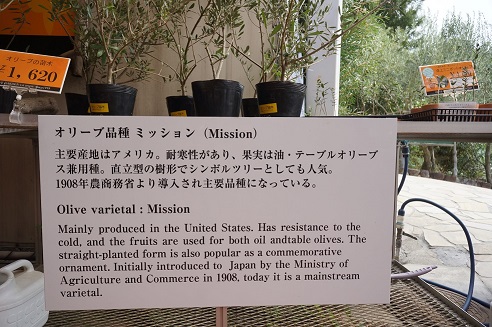 オリーブの苗木
1,620
オリーブ品種 ミッション (Mission)
主要産地はアメリカ。耐寒性があり、果実は油・テーブルオリーブ
ス兼用種。直立型の樹形でシンボルツリーとしても人気。
1908年農商務省より導入され主要品種になっている。
Olive varietal : Mission
Mainly produced in the United States. Has resistance to the
cold, and the fruits are used for both oil andtable olives. The
straight-planted form is also popular as a commemorative
ornament. Initially introduced to Japan by the Ministry of
Agriculture and Commerce in 1908, today it is a mainstream
varietal.